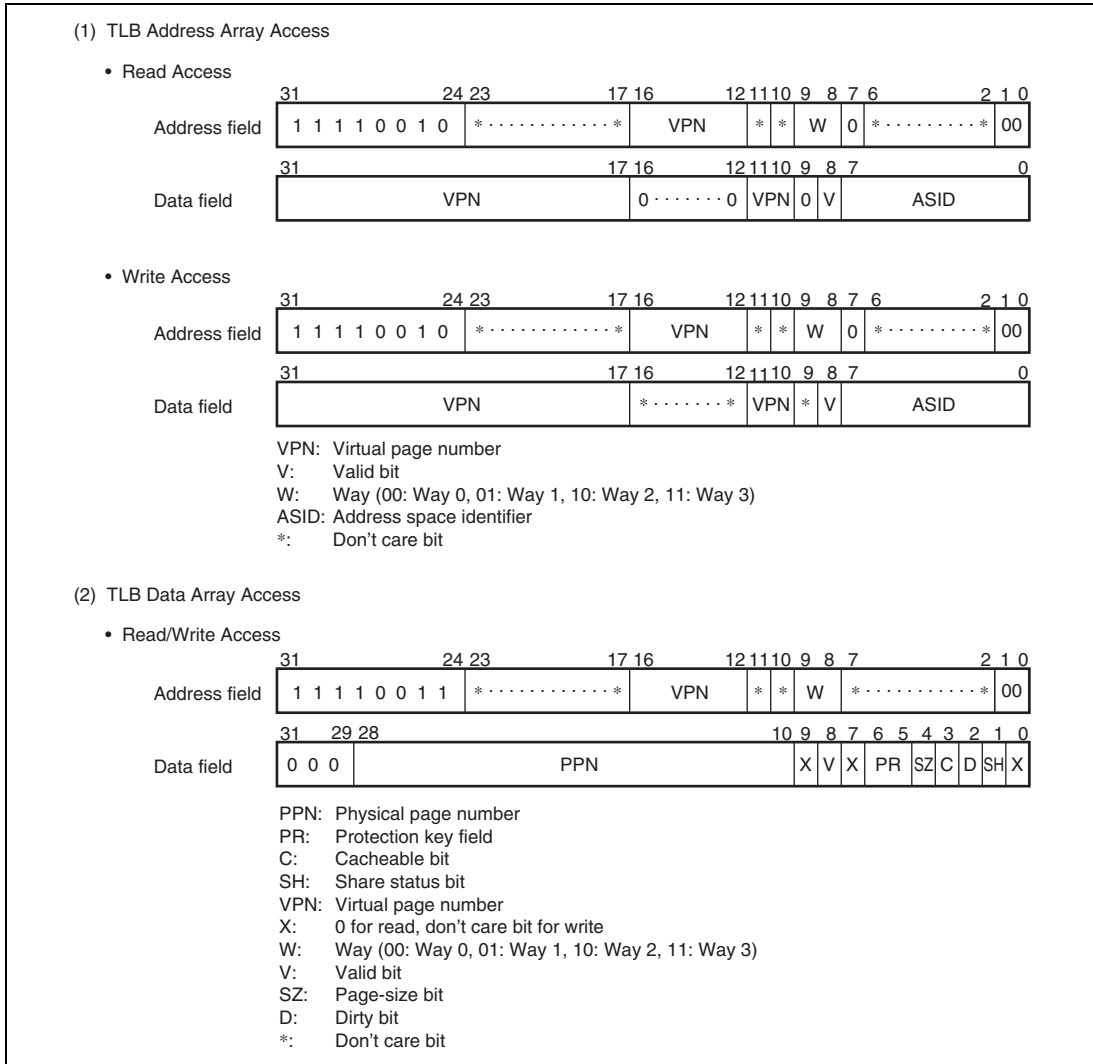 (1) TLB Address Array Access
• Read Access
31 24 23 17 16 12 11 10 9 8 7 6 2 1 0
Address field 1 1 1 1 0 0 1 0 *············* VPN * * W 0 *·········* 00
31 17 16 12 11 10 9 8 7 0
Data field VPN 0·······0 VPN 0 V ASID
• Write Access
31 24 23 17 16 12 11 10 9 8 7 6 2 1 0
Address field 1 1 1 1 0 0 1 0 *············* VPN * * W 0 *·········* 00
31 17 16 12 11 10 9 8 7 0
Data field VPN *·······* VPN * V ASID
VPN: Virtual page number
V: Valid bit
W: Way (00: Way 0, 01: Way 1, 10: Way 2, 11: Way 3)
ASID: Address space identifier
*: Don't care bit
(2) TLB Data Array Access
• Read/Write Access
31 24 23 17 16 12 11 10 9 8 7 2 1 0
Address field 1 1 1 1 0 0 1 1 *············* VPN * * W *···········* 00
31 29 28 10 9 8 7 6 5 4 3 2 1 0
Data field 0 0 0 PPN X V X PR SZ C D SH X
PPN: Physical page number
PR: Protection key field
C: Cacheable bit
SH: Share status bit
VPN: Virtual page number
X: 0 for read, don't care bit for write
W: Way (00: Way 0, 01: Way 1, 10: Way 2, 11: Way 3)
V: Valid bit
SZ: Page-size bit
D: Dirty bit
*: Don't care bit